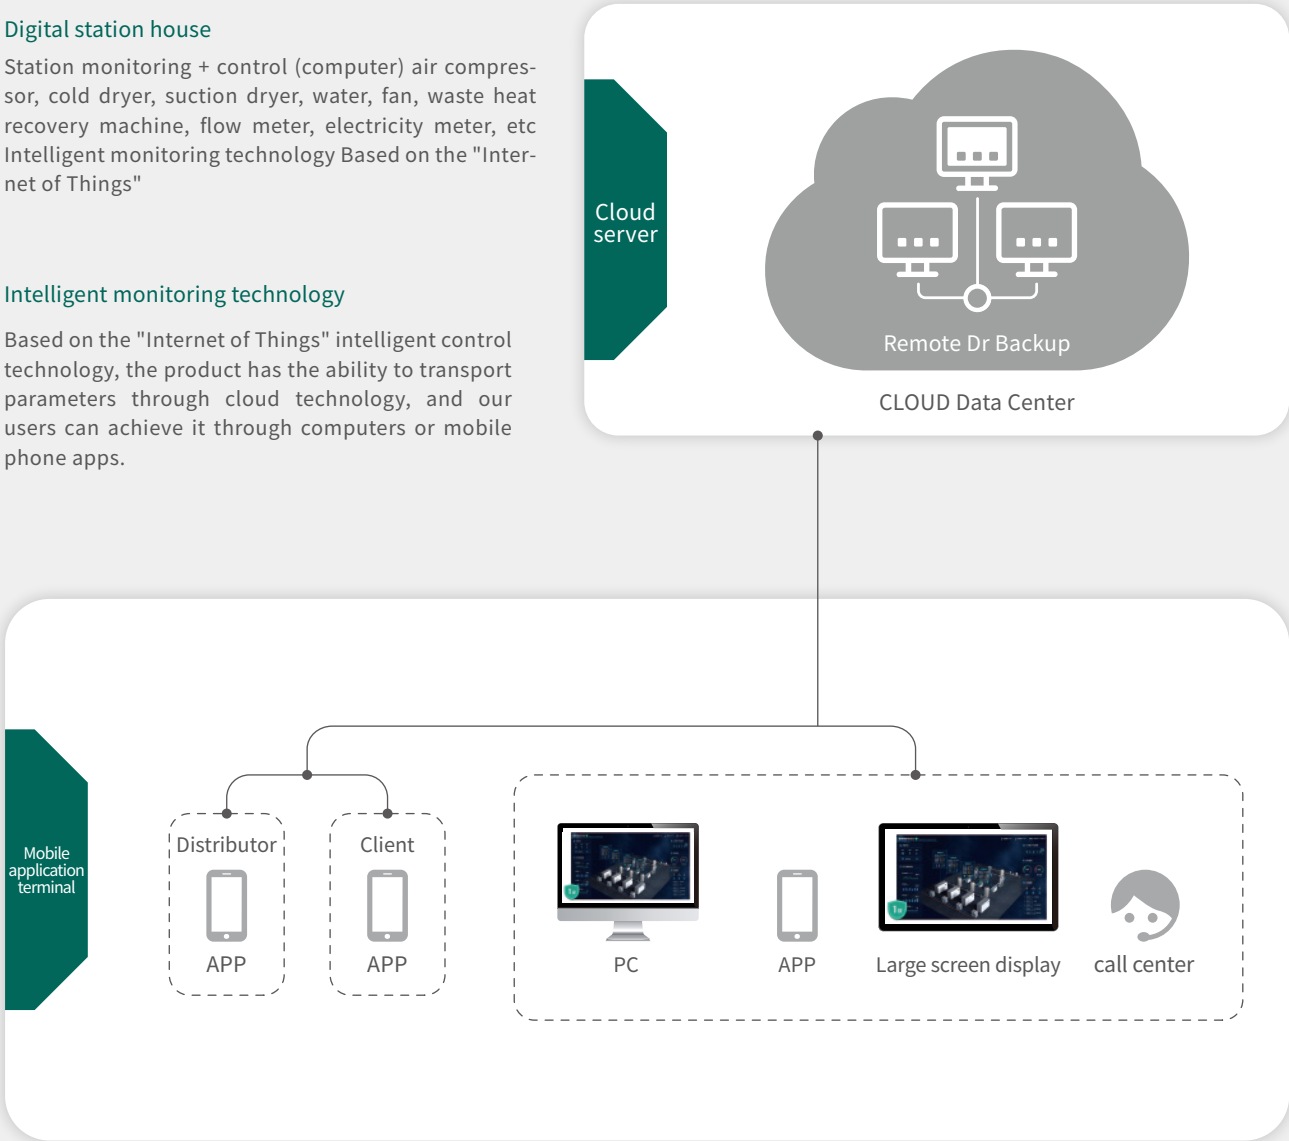 Digital station house
Station monitoring + control (computer) air compres-
sor, cold dryer, suction dryer, water, fan, waste heat
recovery machine, flow meter, electricity meter, etc
Intelligent monitoring technology Based on the "Inter-
net of Things"
Intelligent monitoring technology
Based on the "Internet of Things" intelligent control
technology, the product has the ability to transport
parameters through cloud technology, and our
users can achieve it through computers or mobile
phone apps.
Cloud
server
Remote Dr Backup
CLOUD Data Center
Mobile
application
terminal
Distributor
APP
Client
APP
PC
APP
Large screen display
call center